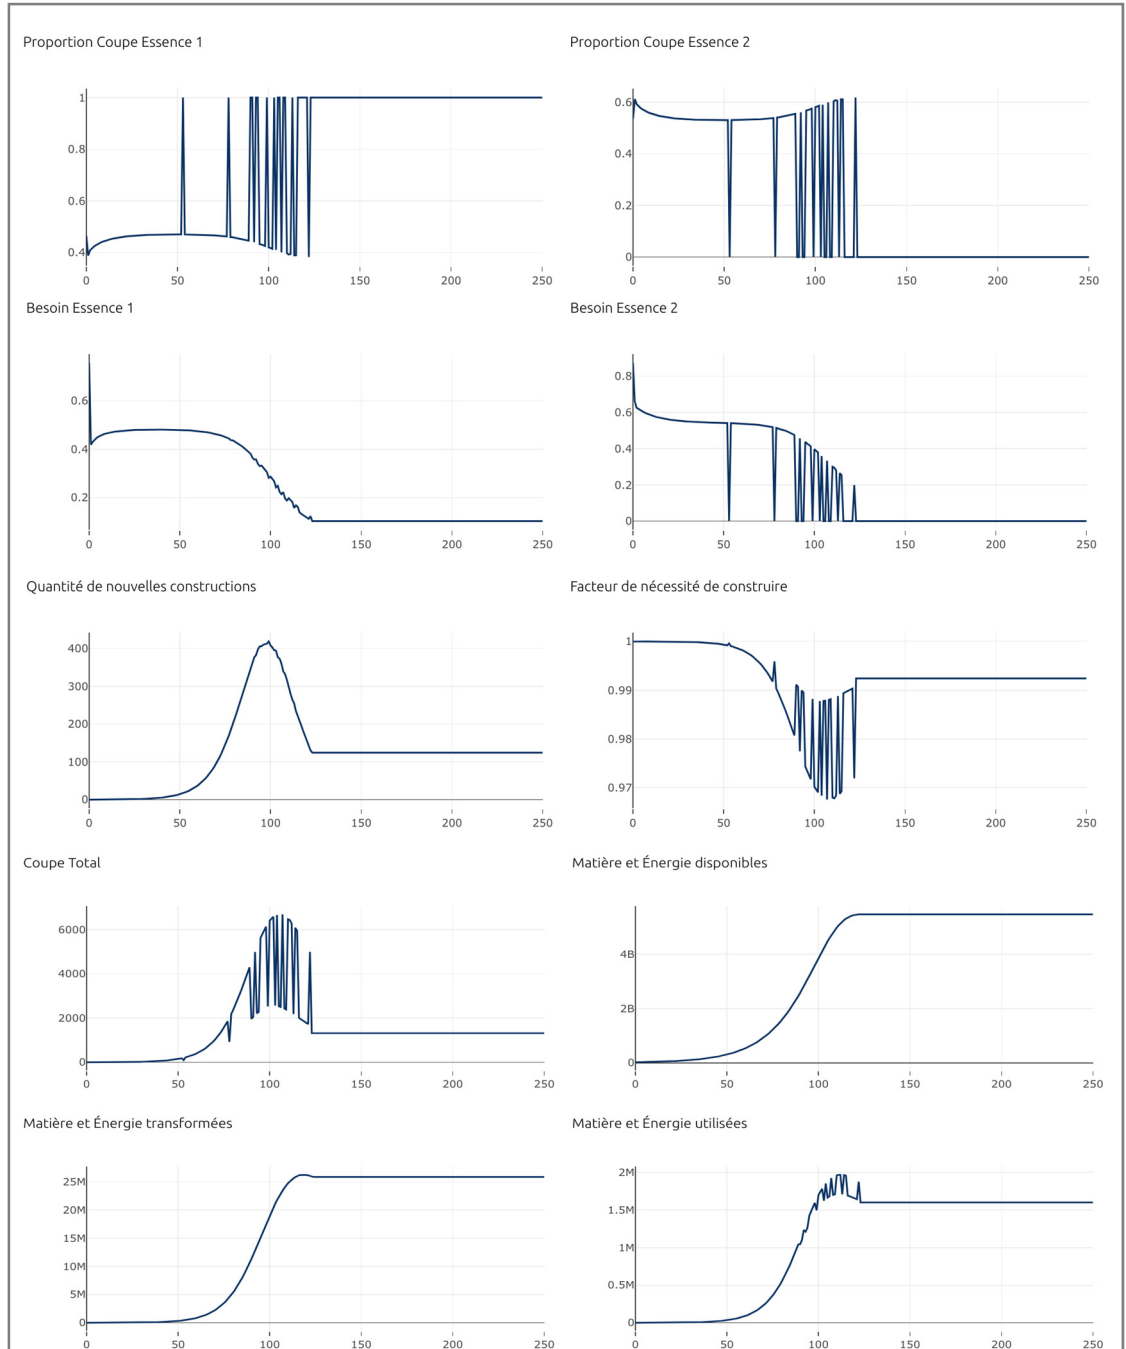 Proportion Coupe Essence 1
1
0.8
0.6
0.4
0 50 100 150 200 250
Proportion Coupe Essence 2
0.6
0.4
0.2
0
0 50 100 150 200 250
Besoin Essence 1
0.6
0.4
0.2
0 50 100 150 200 250
Besoin Essence 2
0.8
0.6
0.4
0.2
0
0 50 100 150 200 250
Quantité de nouvelles constructions
400
300
200
100
0
0 50 100 150 200 250
Facteur de nécessité de construire
1
0.99
0.98
0.97
0 50 100 150 200 250
Coupe Total
6000
4000
2000
0
0 50 100 150 200 250
Matière et Énergie disponibles
4B
2B
0
0 50 100 150 200 250
Matière et Énergie transformées
25M
20M
15M
10M
5M
0
0 50 100 150 200 250
Matière et Énergie utilisées
2M
1.5M
1M
0.5M
0
0 50 100 150 200 250